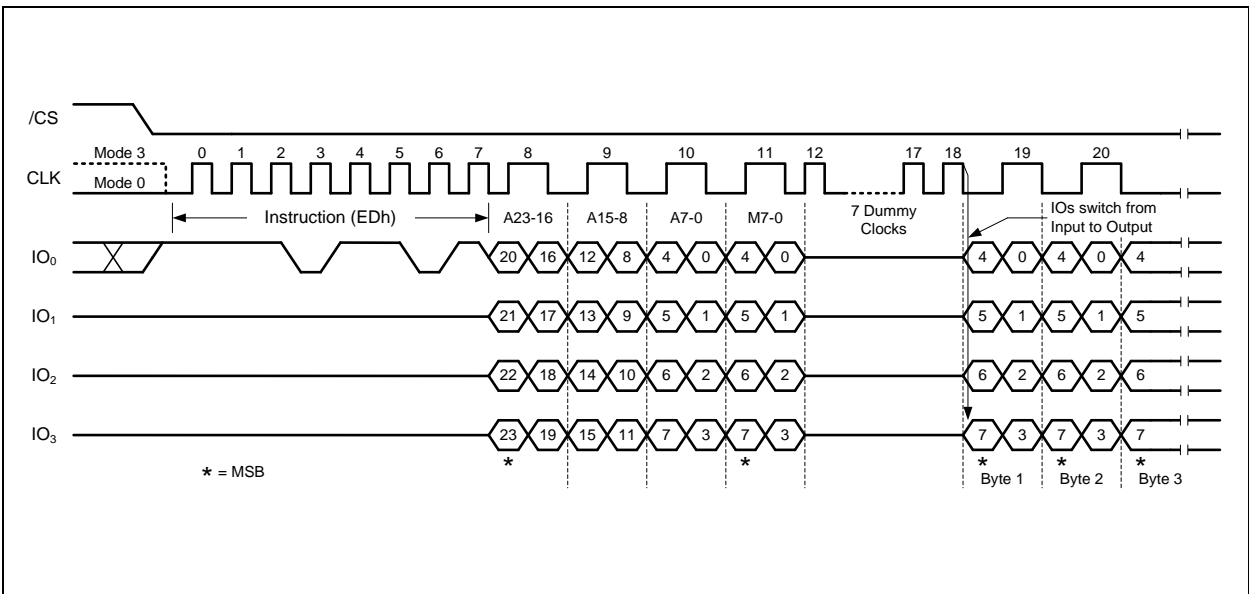 /CS
Mode 3 0 1 2 3 4 5 6 7 8 9 10 11 12 17 18 19 20
CLK
Mode 0
Instruction (EDh) A23-16 A15-8 A7-0 M7-0 7 Dummy Clocks IOs switch from Input to Output
IO0 20 16 12 8 4 0 4 0 4 0 4 0 4
IO1 21 17 13 9 5 1 5 1 5 1 5 1 5
IO2 22 18 14 10 6 2 6 2 6 2 6 2 6
IO3 23 19 15 11 7 3 7 3 7 3 7 3 7
* * * * *
* = MSB
Byte 1 Byte 2 Byte 3